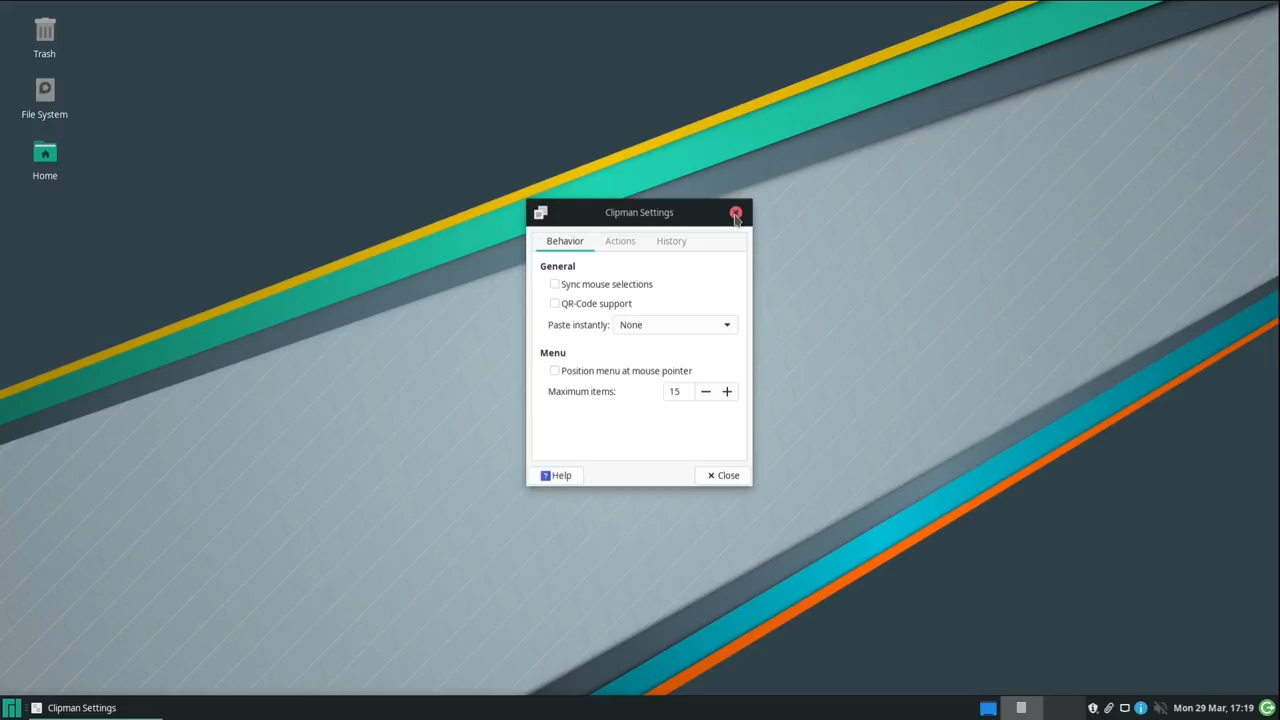 Trash
File System
Home
Clipman Settings
Behavior Actions History
General
Sync mouse selections
QR-Code support
Paste instantly: None
Menu
Position menu at mouse pointer
Maximum items: 15
? Help
Close
Clipman Settings
Mon 29 Mar, 17:19